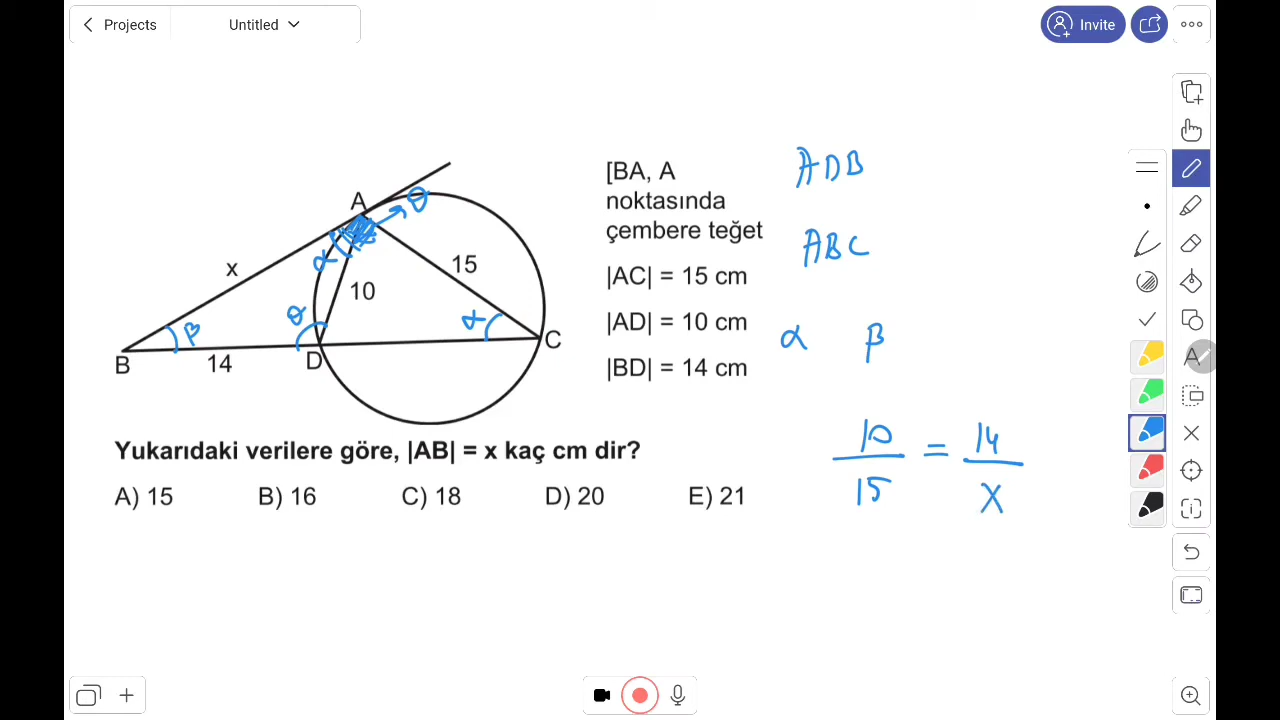 Projects
Untitled
Invite
[BA, A
noktasında
çembere teğet
|AC| = 15 cm
|AD| = 10 cm
|BD| = 14 cm
A
θ
α
x
15
10
β
θ
α
B
14
D
C
ADB
ABC
α β
10/15 = 14/x
Yukarıdaki verilere göre, |AB| = x kaç cm dir?
A) 15 B) 16 C) 18 D) 20 E) 21
A